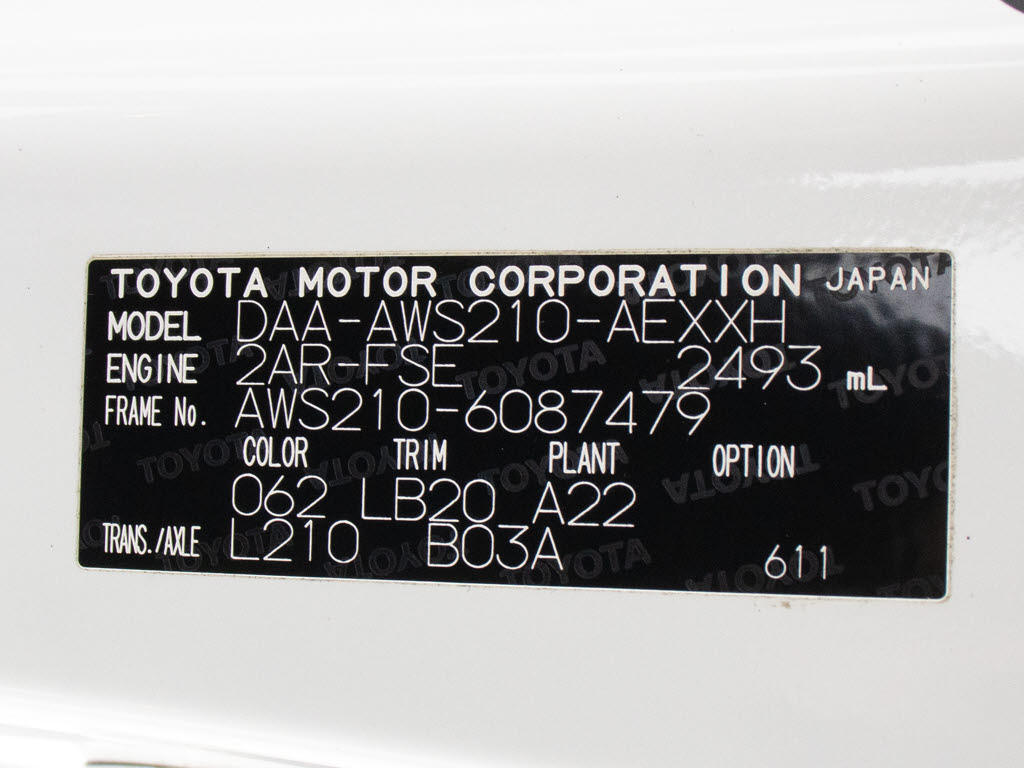 TOYOTA MOTOR CORPORATION JAPAN
MODEL DAA-AWS210-AEXXH
ENGINE 2AR-FSE 2493 mL
FRAME No. AWS210-6087479
COLOR TRIM PLANT OPTION
062 LB20 A22
TRANS./AXLE L210 B03A 611